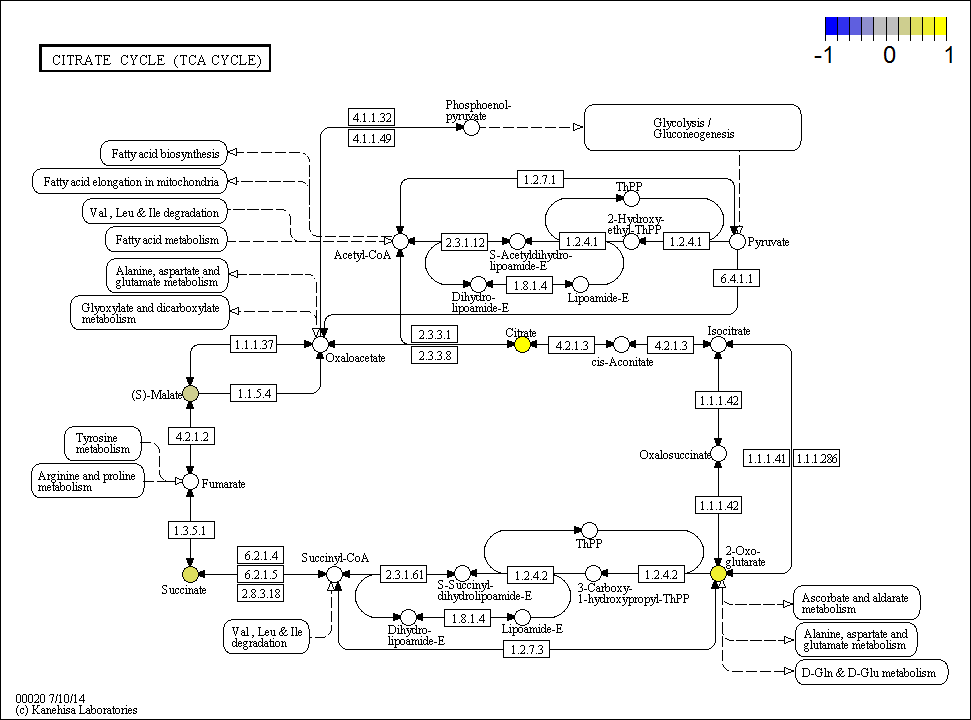 CITRATE CYCLE (TCA CYCLE)
-1 0 1
Phosphoenol-
pyruvate
4.1.1.32
4.1.1.49
Glycolysis /
Gluconeogenesis
Fatty acid biosynthesis
Fatty acid elongation in mitochondria
Val , Leu & Ile degradation
Fatty acid metabolism
Alanine, aspartate and
glutamate metabolism
Glyoxylate and dicarboxylate
metabolism
1.2.7.1
ThPP
2-Hydroxy-
ethyl-ThPP
Acetyl-CoA
2.3.1.12
1.2.4.1
1.2.4.1
Pyruvate
S-Acetyldihydro-
lipoamide-E
6.4.1.1
1.8.1.4
Dihydro-
lipoamide-E
Lipoamide-E
1.1.1.37
Oxaloacetate
2.3.3.1
2.3.3.8
Citrate
4.2.1.3
cis-Aconitate
4.2.1.3
Isocitrate
(S)-Malate
1.1.5.4
1.1.1.42
4.2.1.2
Tyrosine
metabolism
Arginine and proline
metabolism
Fumarate
Oxalosuccinate
1.1.1.41
1.1.1.286
1.1.1.42
1.3.5.1
ThPP
6.2.1.4
6.2.1.5
2.8.3.18
Succinate
Succinyl-CoA
2.3.1.61
1.2.4.2
1.2.4.2
2-Oxo-
glutarate
S-Succinyl-
dihydrolipoamide-E
3-Carboxy-
1-hydroxypropyl-ThPP
1.8.1.4
Dihydro-
lipoamide-E
Lipoamide-E
1.2.7.3
Val , Leu & Ile
degradation
Ascorbate and aldarate
metabolism
Alanine, aspartate and
glutamate metabolism
D-Gln & D-Glu metabolism
00020 7/10/14
(c) Kanehisa Laboratories